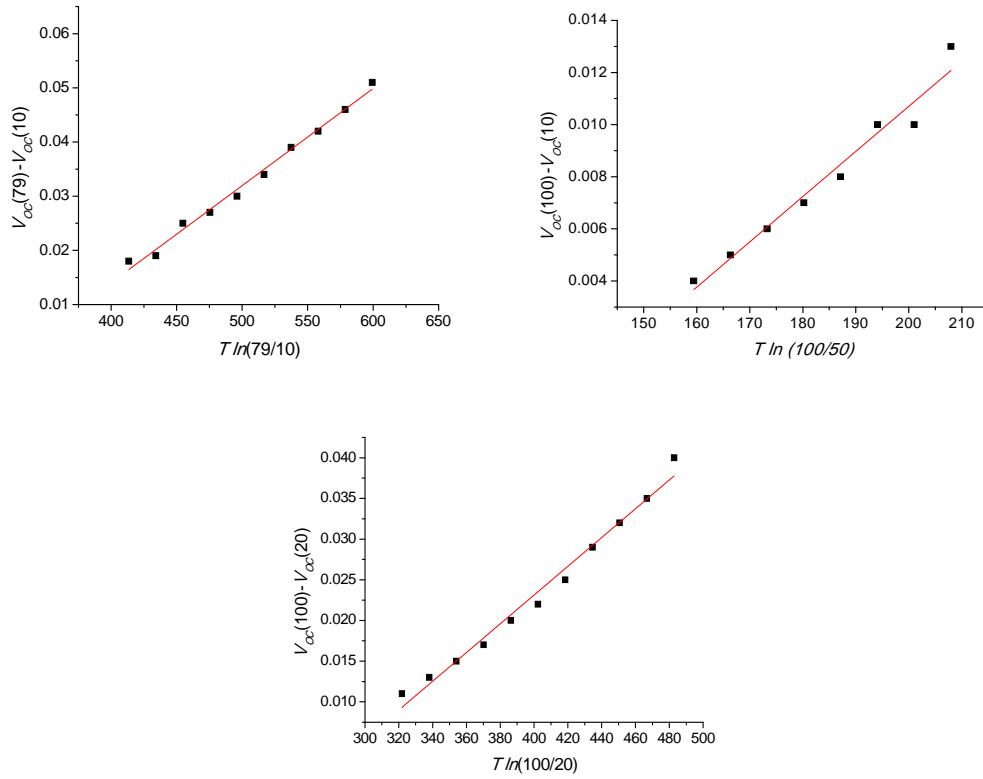 0.06
0.05
0.04
0.03
0.02
0.01
400 450 500 550 600 650
V_OC(79)-V_OC(10)
T ln(79/10)
0.014
0.012
0.010
0.008
0.006
0.004
150 160 170 180 190 200 210
V_OC(100)-V_OC(10)
T ln (100/50)
0.040
0.035
0.030
0.025
0.020
0.015
0.010
300 320 340 360 380 400 420 440 460 480 500
V_OC(100)-V_OC(20)
T ln(100/20)